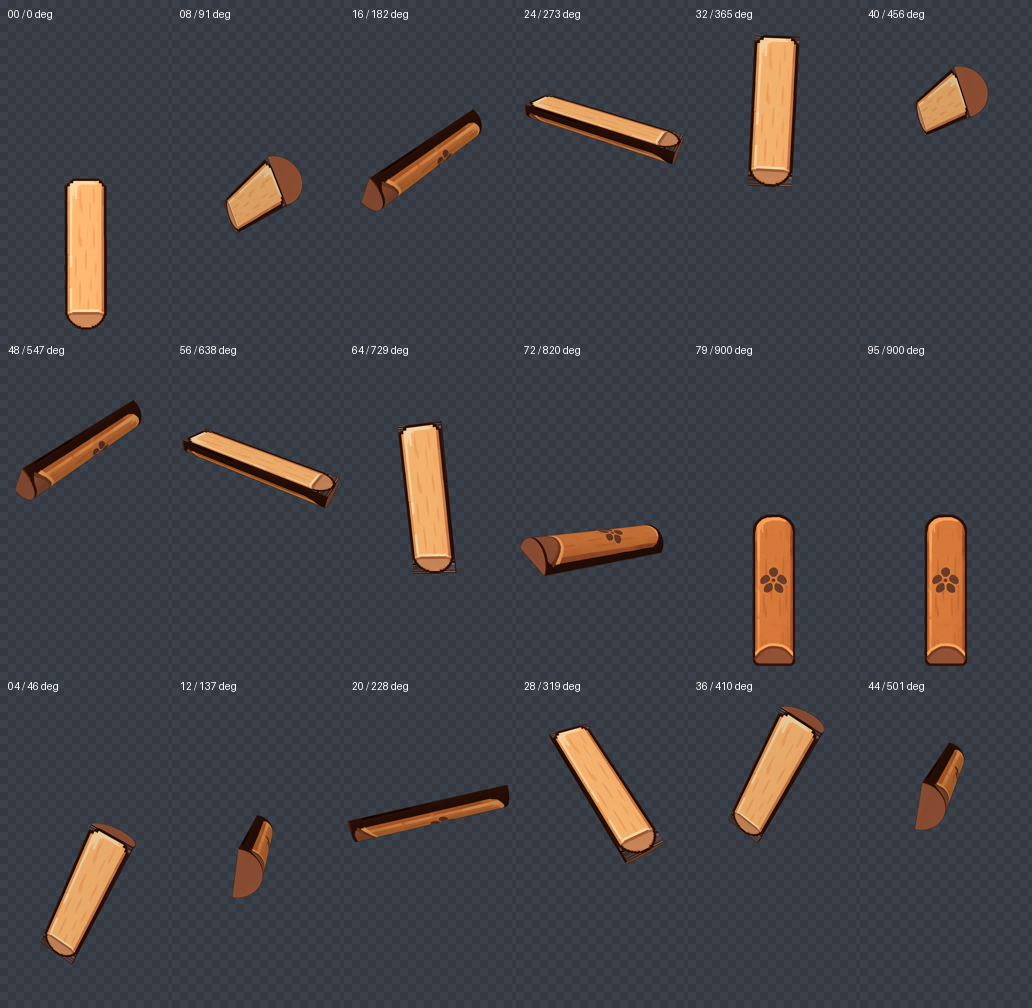 00 / 0 deg
08 / 91 deg
16 / 182 deg
24 / 273 deg
32 / 365 deg
40 / 456 deg
48 / 547 deg
56 / 638 deg
64 / 729 deg
72 / 820 deg
79 / 900 deg
95 / 900 deg
04 / 46 deg
12 / 137 deg
20 / 228 deg
28 / 319 deg
36 / 410 deg
44 / 501 deg